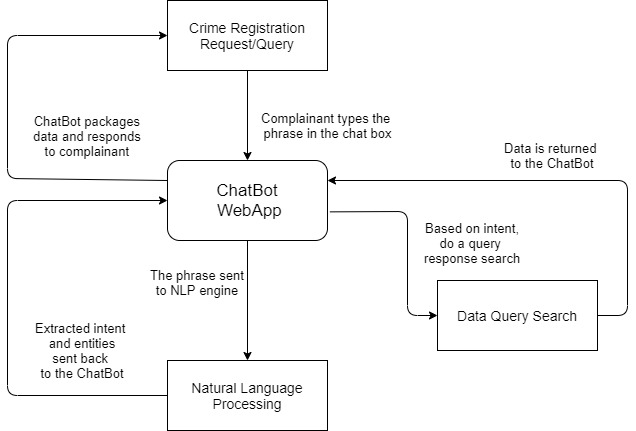 Crime Registration
Request/Query
ChatBot packages
data and responds
to complainant
Complainant types the
phrase in the chat box
Data is returned
to the ChatBot
ChatBot
WebApp
Based on intent,
do a query
response search
The phrase sent
to NLP engine
Data Query Search
Extracted intent
and entities
sent back
to the ChatBot
Natural Language
Processing